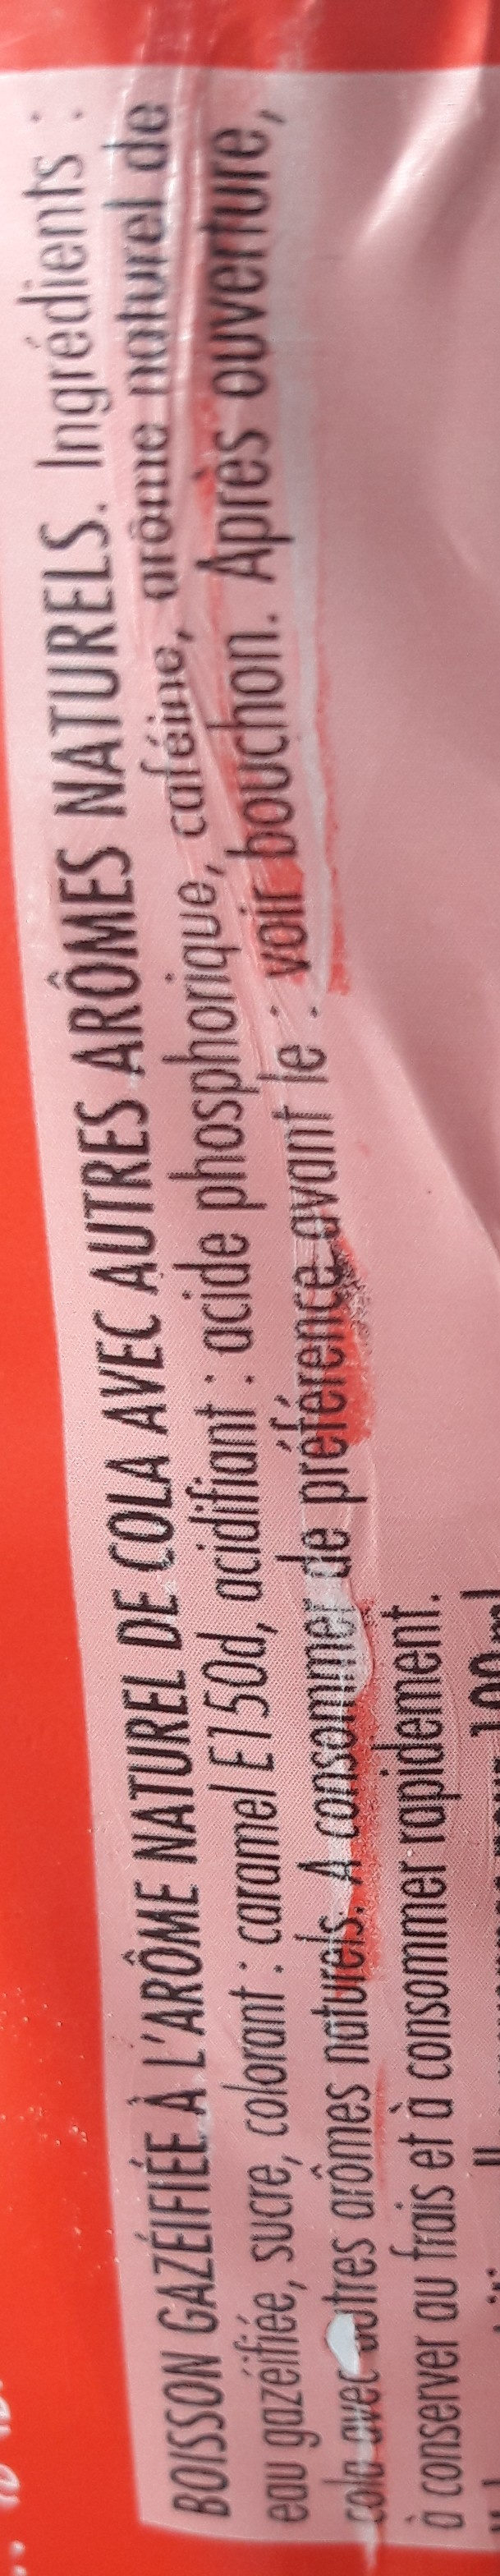 BOISSON GAZÉIFIÉE À L'ARÔME NATUREL DE COLA AVEC AUTRES ARÔMES NATURELS. Ingrédients :
eau gazéifiée, sucre, colorant : caramel E150d, acidifiant : acide phosphorique, caféine, arôme naturel de
cola avec autres arômes naturels. A consommer de préférence avant le : voir bouchon. Après ouverture,
à conserver au frais et à consommer rapidement.